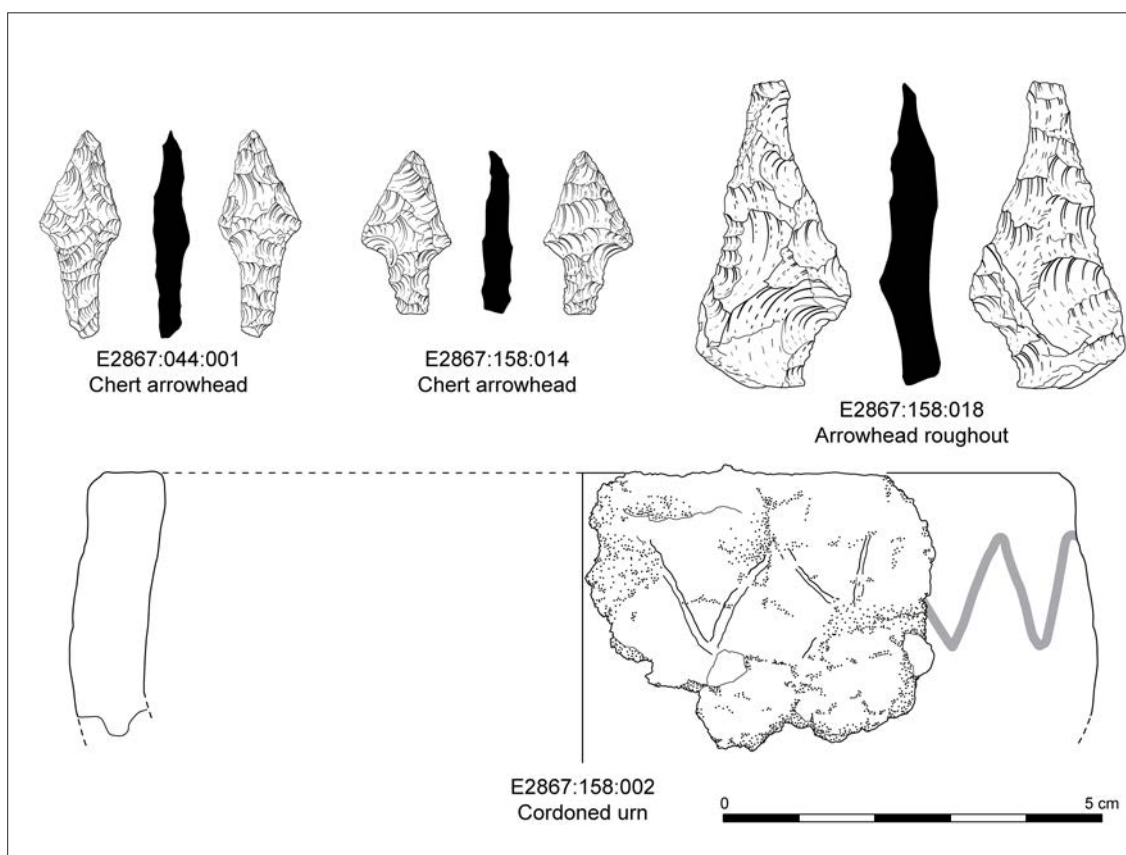 E2867:044:001
Chert arrowhead
E2867:158:014
Chert arrowhead
E2867:158:018
Arrowhead roughout
E2867:158:002
Cordoned urn
0 5 cm